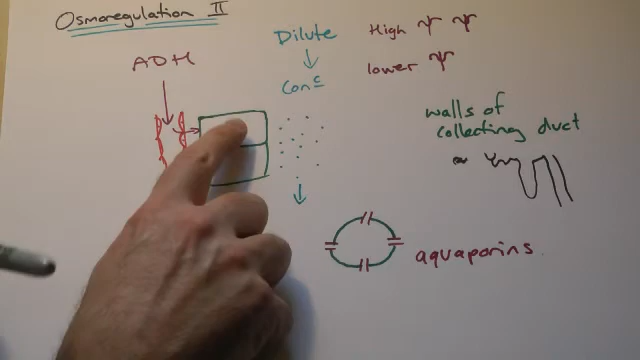 Osmoregulation II
ADH
Dilute
↓
Conc
High Ψ Ψ
lower Ψ
walls of
collecting duct
aquaporins